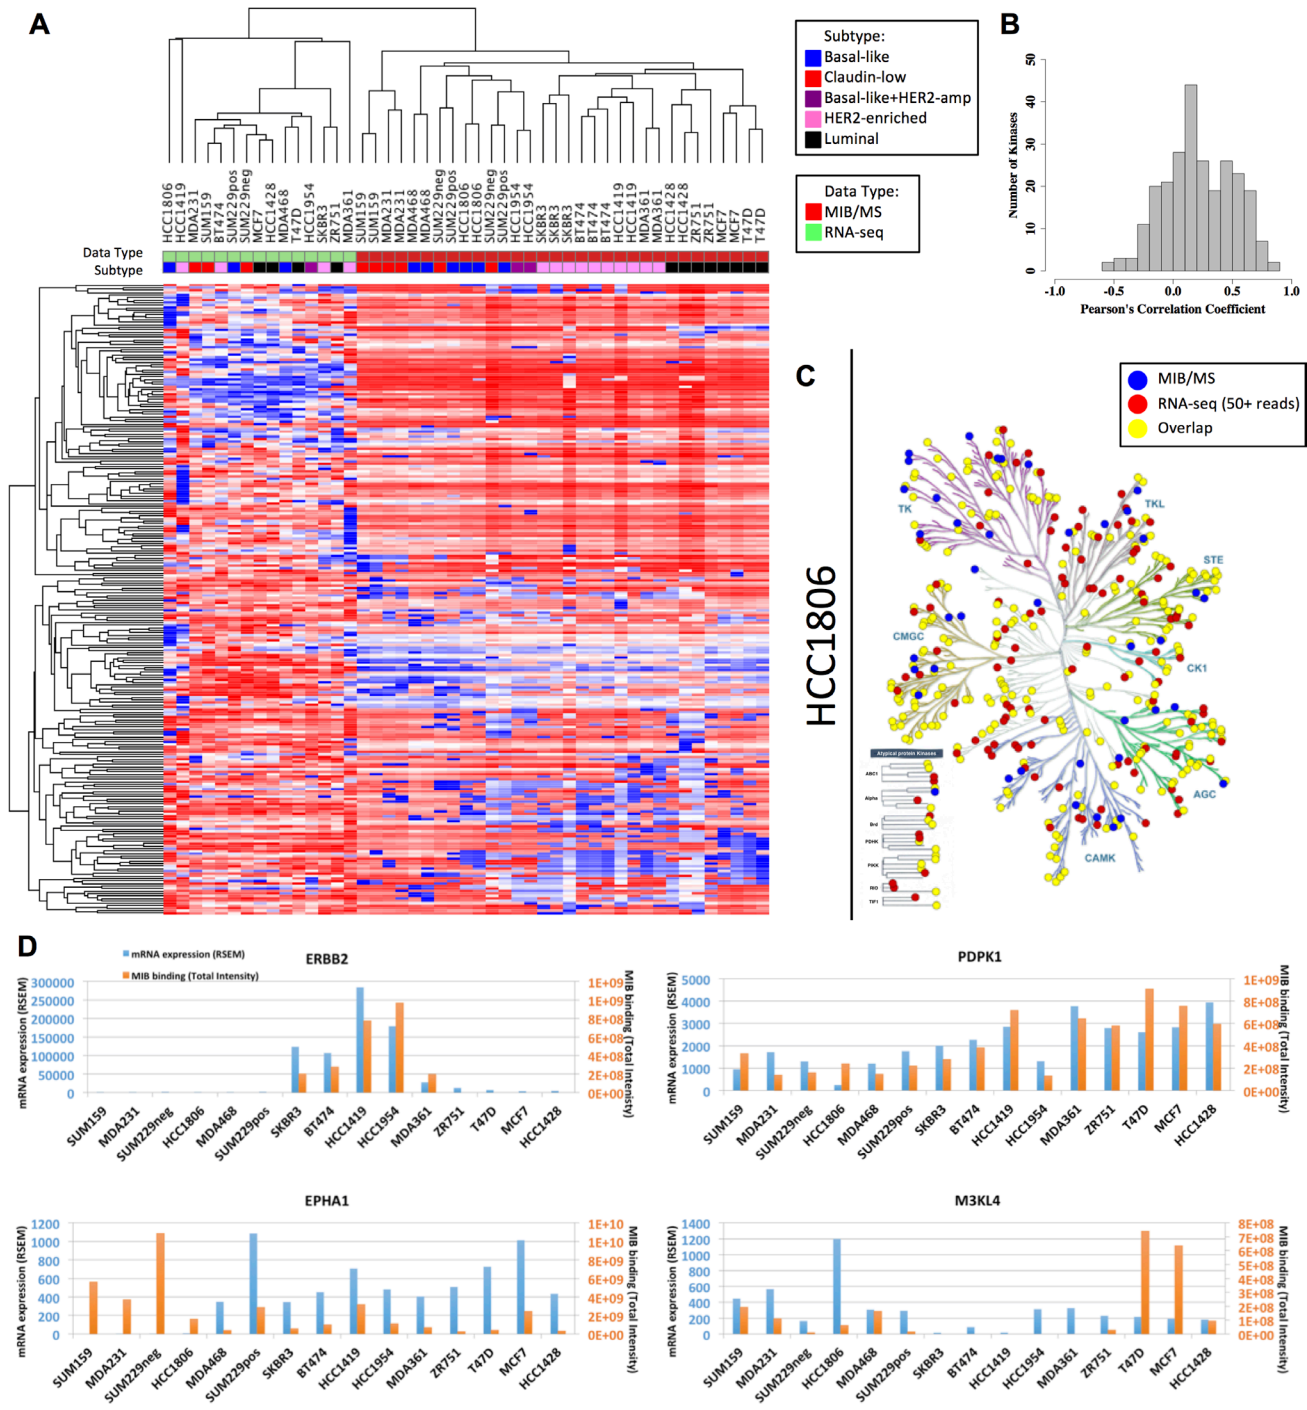 A
Subtype:
Basal-like
Claudin-low
Basal-like+HER2-amp
HER2-enriched
Luminal
Data Type:
MIB/MS
RNA-seq
HCC1806
HCC1419
MDA231
SUM159
BT474
SUM229pos
SUM229neg
MCF7
HCC1428
MDA468
T47D
HCC1954
SKBR3
ZR751
MDA361
SUM159
SUM159
MDA231
MDA231
MDA468
MDA468
SUM229neg
SUM229pos
HCC1806
HCC1806
SUM229neg
SUM229pos
HCC1954
HCC1954
SKBR3
SKBR3
SKBR3
BT474
BT474
BT474
HCC1419
HCC1419
MDA361
MDA361
HCC1428
HCC1428
ZR751
ZR751
MCF7
MCF7
T47D
T47D
Data Type
Subtype
B
Number of Kinases
50
40
30
20
10
0
-1.0 -0.5 0.0 0.5 1.0
Pearson's Correlation Coefficient
C
MIB/MS
RNA-seq (50+ reads)
Overlap
HCC1806
TK
TKL
STE
CMGC
CK1
AGC
CAMK
Atypical protein Kinases
ABC1
Alpha
Brd
PDHK
PIKK
RIO
TIF1
D
mRNA expression (RSEM)
MIB binding (Total Intensity)
ERBB2
mRNA expression (RSEM)
300000
250000
200000
150000
100000
50000
0
1E+09
1E+09
8E+08
6E+08
4E+08
2E+08
0E+00
MIB binding (Total Intensity)
SUM159 MDA231 SUM229neg HCC1806 MDA468 SUM229pos SKBR3 BT474 HCC1419 HCC1954 MDA361 ZR751 T47D MCF7 HCC1428
PDPK1
mRNA expression (RSEM)
5000
4000
3000
2000
1000
0
1E+09
8E+08
6E+08
4E+08
2E+08
0E+00
MIB binding (Total Intensity)
SUM159 MDA231 SUM229neg HCC1806 MDA468 SUM229pos SKBR3 BT474 HCC1419 HCC1954 MDA361 ZR751 T47D MCF7 HCC1428
EPHA1
mRNA expression (RSEM)
1200
1000
800
600
400
200
0
1E+10
1E+10
8E+09
6E+09
4E+09
2E+09
0E+00
MIB binding (Total Intensity)
SUM159 MDA231 SUM229neg HCC1806 MDA468 SUM229pos SKBR3 BT474 HCC1419 HCC1954 MDA361 ZR751 T47D MCF7 HCC1428
M3KL4
mRNA expression (RSEM)
1400
1200
1000
800
600
400
200
0
8E+08
7E+08
6E+08
5E+08
4E+08
3E+08
2E+08
1E+08
0E+00
MIB binding (Total Intensity)
SUM159 MDA231 SUM229neg HCC1806 MDA468 SUM229pos SKBR3 BT474 HCC1419 HCC1954 MDA361 ZR751 T47D MCF7 HCC1428